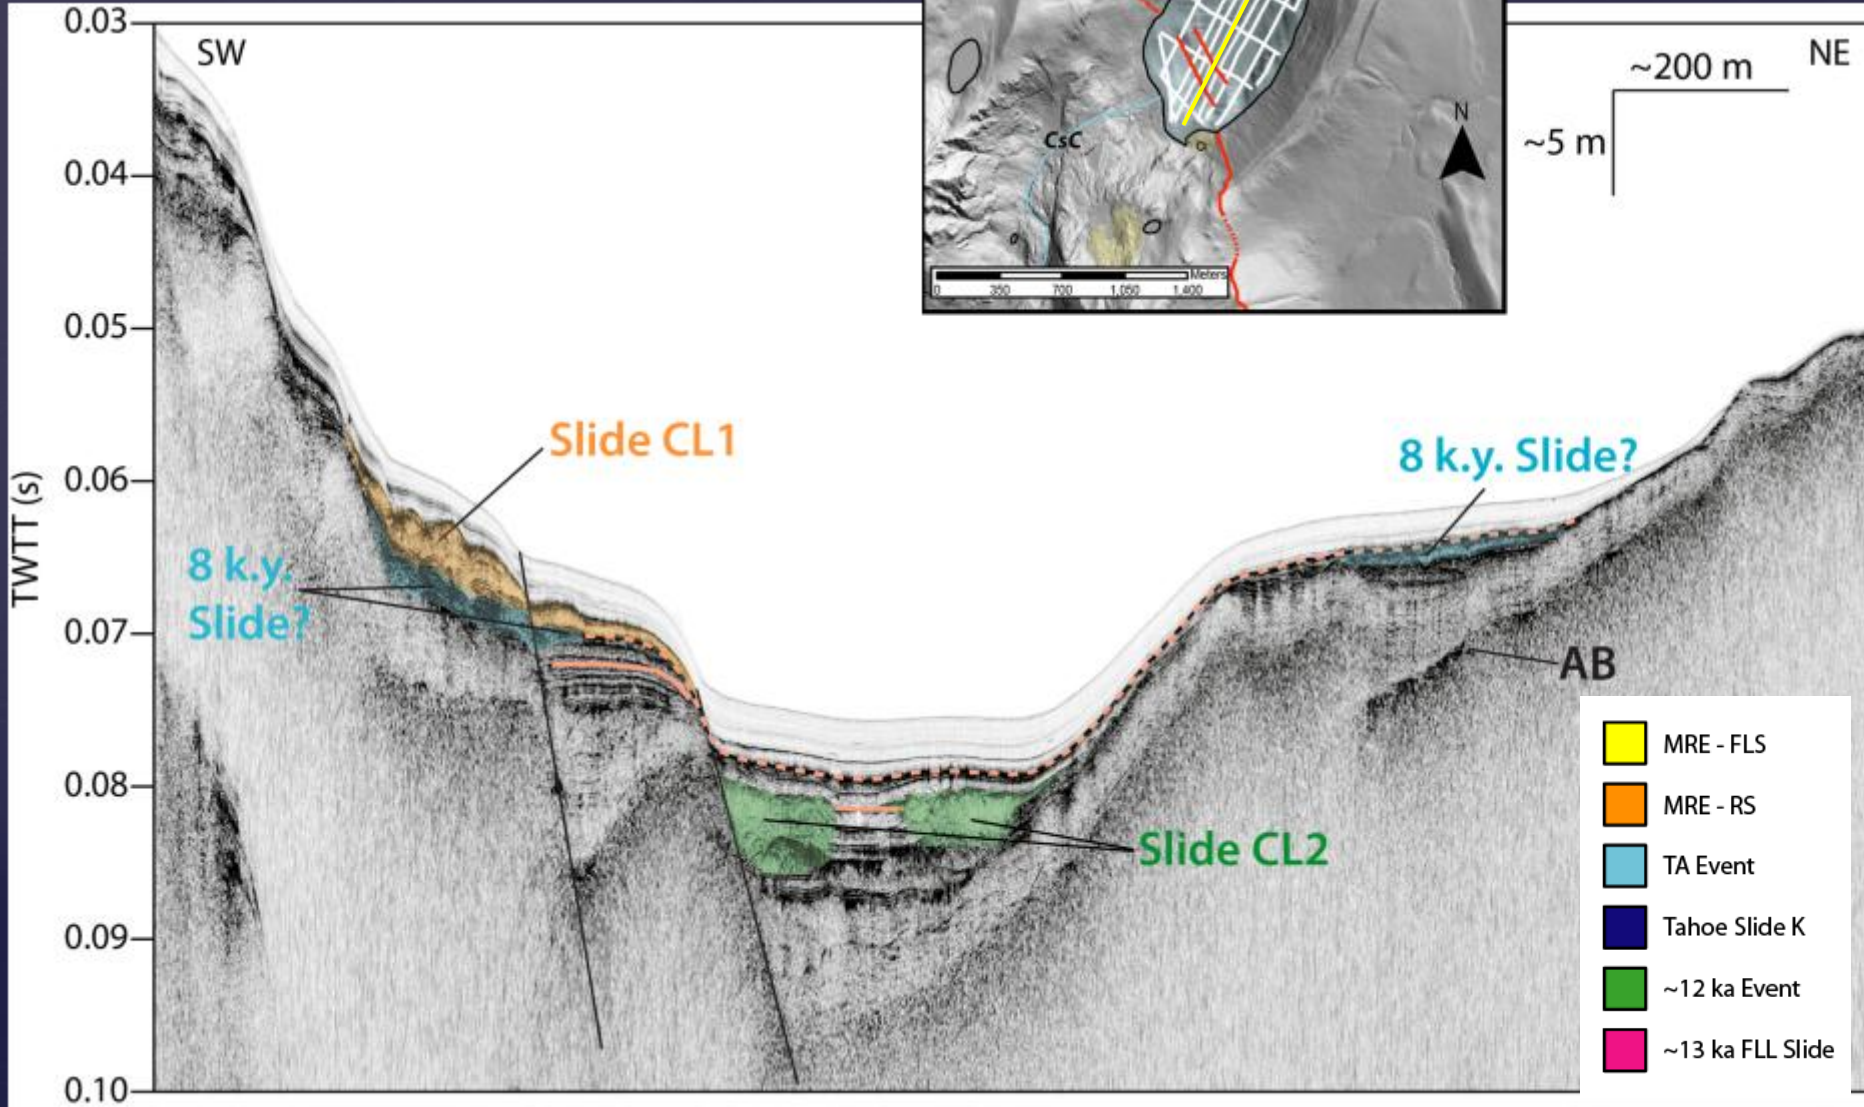 0.03
SW
~200 m
NE
N
~5 m
CsC
Meters
0 350 700 1,050 1,400
0.04
0.05
Slide CL1
8 k.y. Slide?
0.06
TWTT (s)
8 k.y.
Slide?
0.07
AB
MRE - FLS
0.08
MRE - RS
Slide CL2
TA Event
Tahoe Slide K
0.09
~12 ka Event
~13 ka FLL Slide
0.10